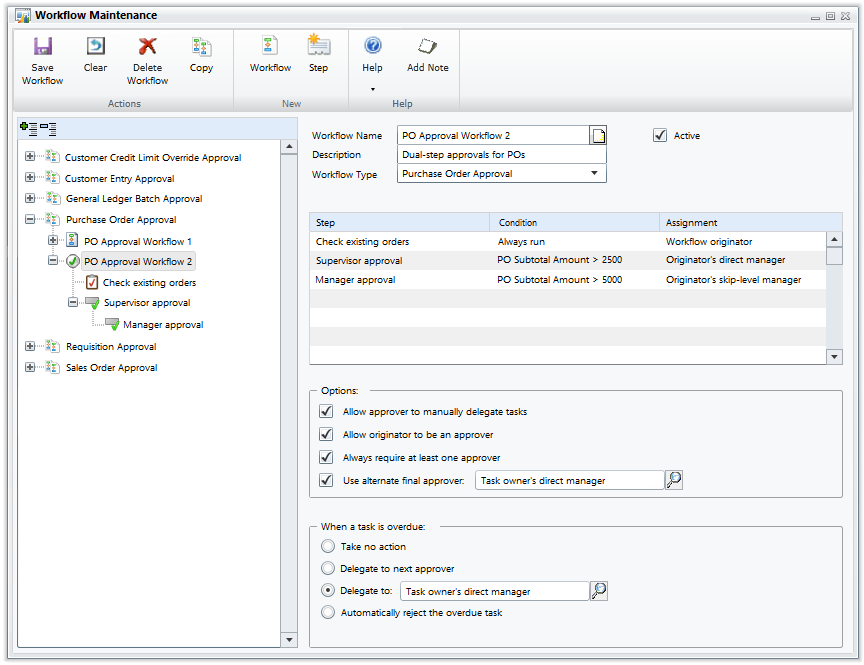 Workflow Maintenance
Save Workflow
Clear
Delete Workflow
Copy
Workflow
Step
Help
Add Note
Actions
New
Help
Customer Credit Limit Override Approval
Customer Entry Approval
General Ledger Batch Approval
Purchase Order Approval
PO Approval Workflow 1
PO Approval Workflow 2
Check existing orders
Supervisor approval
Manager approval
Requisition Approval
Sales Order Approval
Workflow Name PO Approval Workflow 2 Active
Description Dual-step approvals for POs
Workflow Type Purchase Order Approval
Step Condition Assignment
Check existing orders Always run Workflow originator
Supervisor approval PO Subtotal Amount > 2500 Originator's direct manager
Manager approval PO Subtotal Amount > 5000 Originator's skip-level manager
Options:
Allow approver to manually delegate tasks
Allow originator to be an approver
Always require at least one approver
Use alternate final approver: Task owner's direct manager
When a task is overdue:
Take no action
Delegate to next approver
Delegate to: Task owner's direct manager
Automatically reject the overdue task